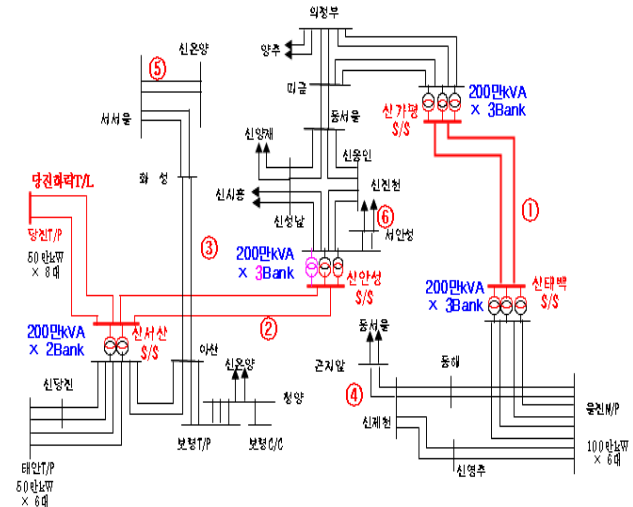 의정부
양주
신온양
⑤
미금
서서울
동서울
200만kVA
× 3Bank
신가평
S/S
신양재
신용인
화 성
당진화력T/L
신시흥
신진천
①
신성남
⑥
당진T/P
③
서안성
50만kW
× 8대
200만kVA
× 3Bank
신안성
S/S
200만kVA
× 3Bank
신태백
S/S
②
200만kVA
× 2Bank
신서산
S/S
동서울
아산
신온양
곤지암
동해
신당진
④
청양
울진N/P
신제천
보령T/P
보령C/C
100만kW
× 6대
태안T/P
신영주
50만kW
× 6대